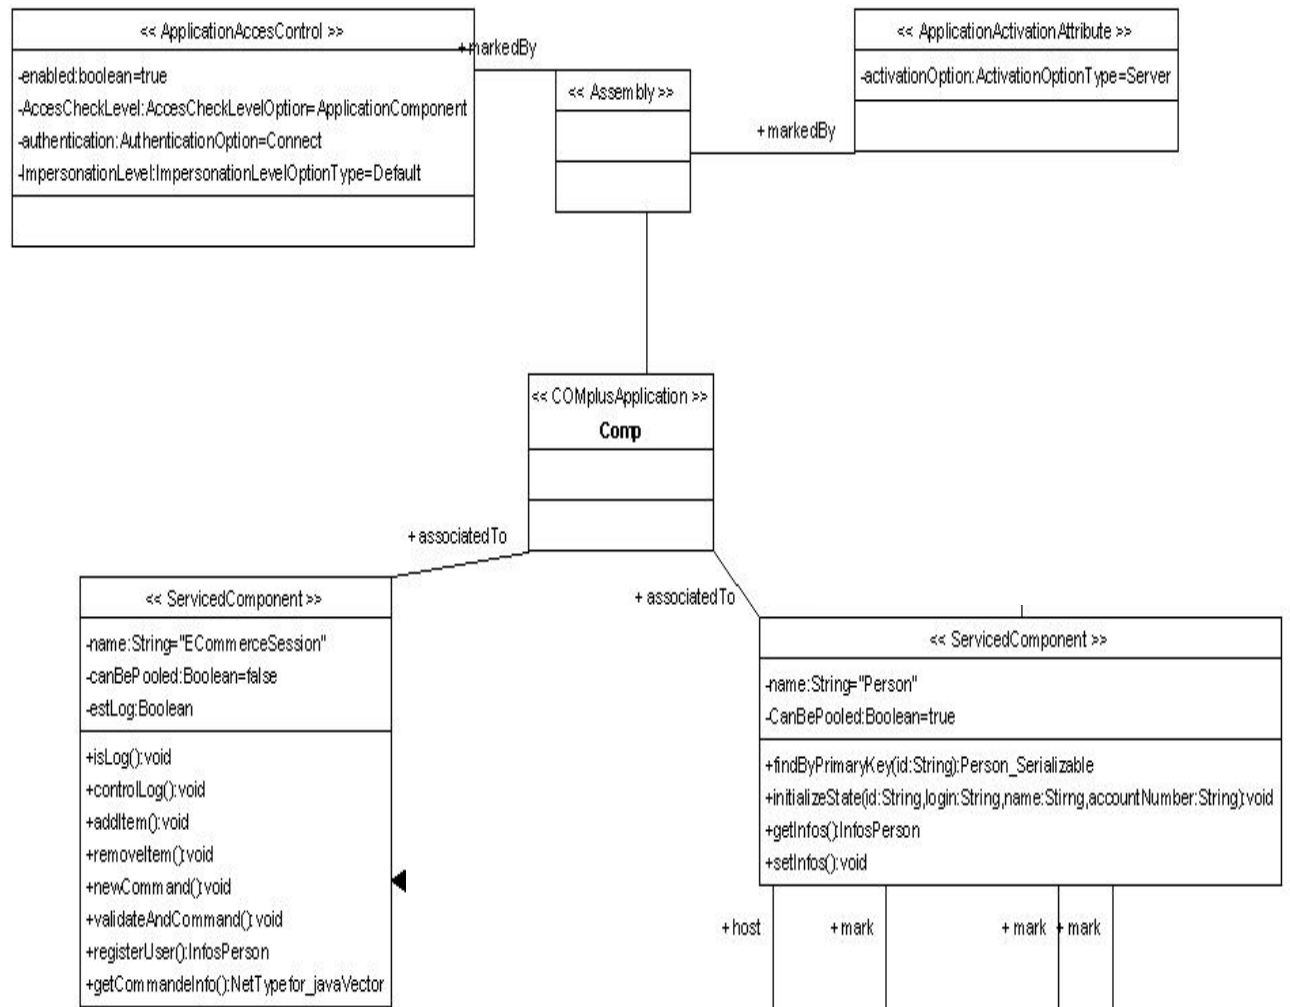 << ApplicationAccesControl >>
-enabled:boolean=true
-AccesCheckLevel:AccesCheckLevelOption=ApplicationComponent
-authentication:AuthenticationOption=Connect
-ImpersonationLevel:ImpersonationLevelOptionType=Default
+markedBy
<< Assembly >>
<< ApplicationActivationAttribute >>
-activationOption:ActivationOptionType=Server
+markedBy
<< COMplusApplication >>
Comp
+associatedTo
+ associatedTo
<< ServicedComponent >>
-name:String="ECommerceSession"
-canBePooled:Boolean=false
-estLog:Boolean
+isLog():void
+controlLog():void
+addItem():void
+removeItem():void
+newCommand():void
+validateAndCommand():void
+registerUser():InfosPerson
+getCommandeInfo():NetTypefor_javaVector
<< ServicedComponent >>
-name:String="Person"
-CanBePooled:Boolean=true
+findByPrimaryKey(id:String):Person_Serializable
+initializeState(id:String,login:String,name:Stirng,accountNumber:String):void
+getInfos():InfosPerson
+setInfos():void
+host
+mark
+mark
+mark